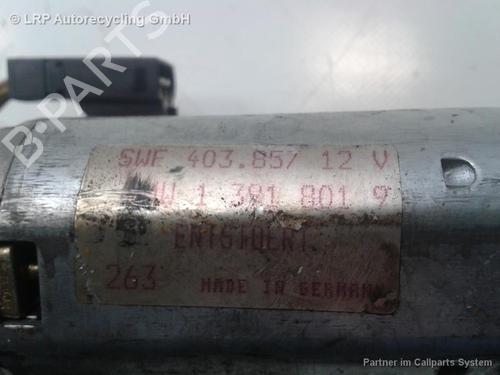 © LRP Autorecycling GmbH
B-PARTS
SWF 403.857 12 V
1 391 801 9
ENTSTOERT
263 MADE IN GERMANY
Partner im Callparts System